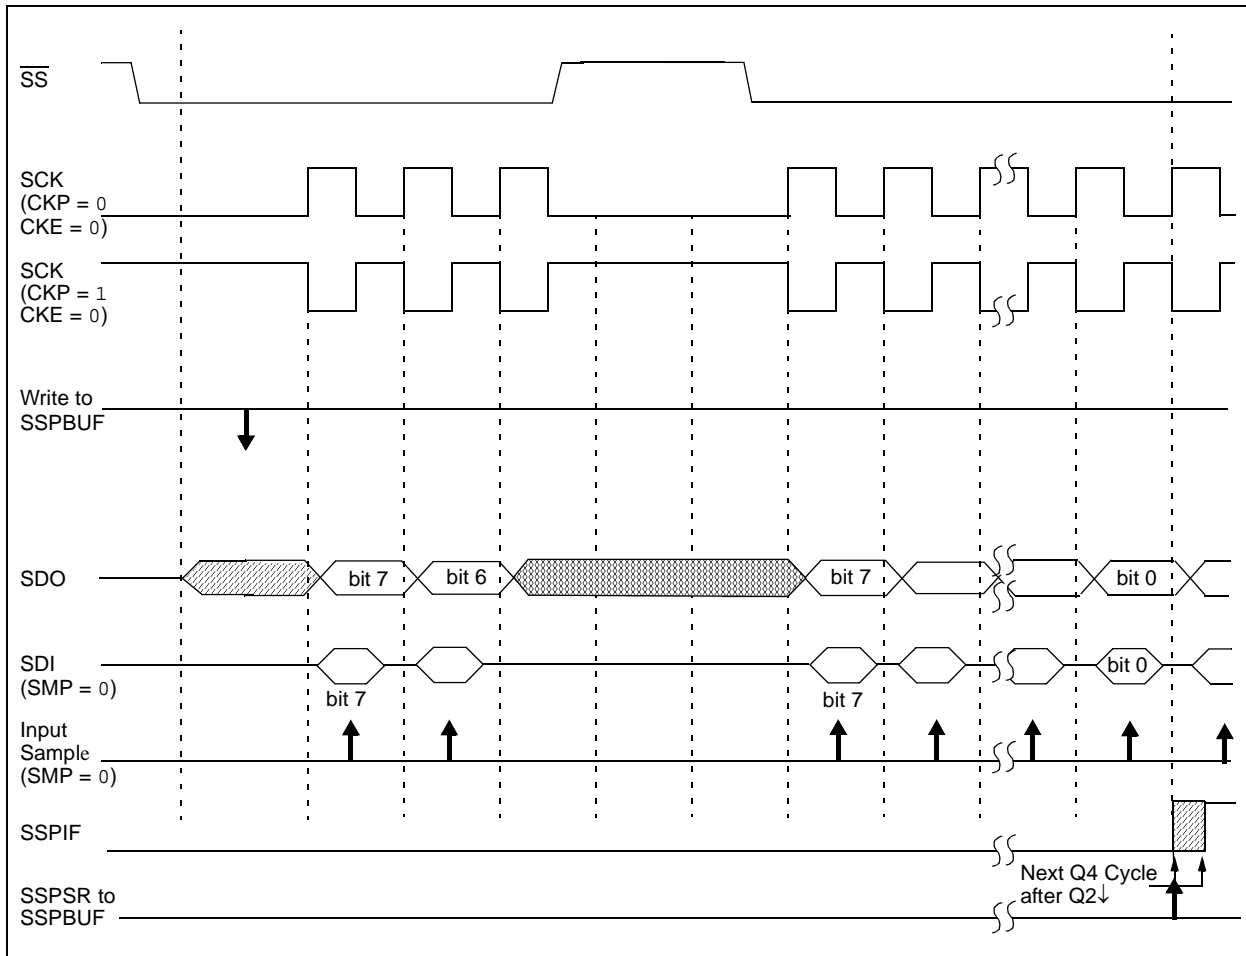 SS
SCK
(CKP = 0
CKE = 0)
SCK
(CKP = 1
CKE = 0)
Write to
SSPBUF
SDO
bit 7
bit 6
bit 7
bit 0
SDI
(SMP = 0)
bit 7
bit 7
bit 0
Input
Sample
(SMP = 0)
SSPIF
Next Q4 Cycle
after Q2↓
SSPSR to
SSPBUF